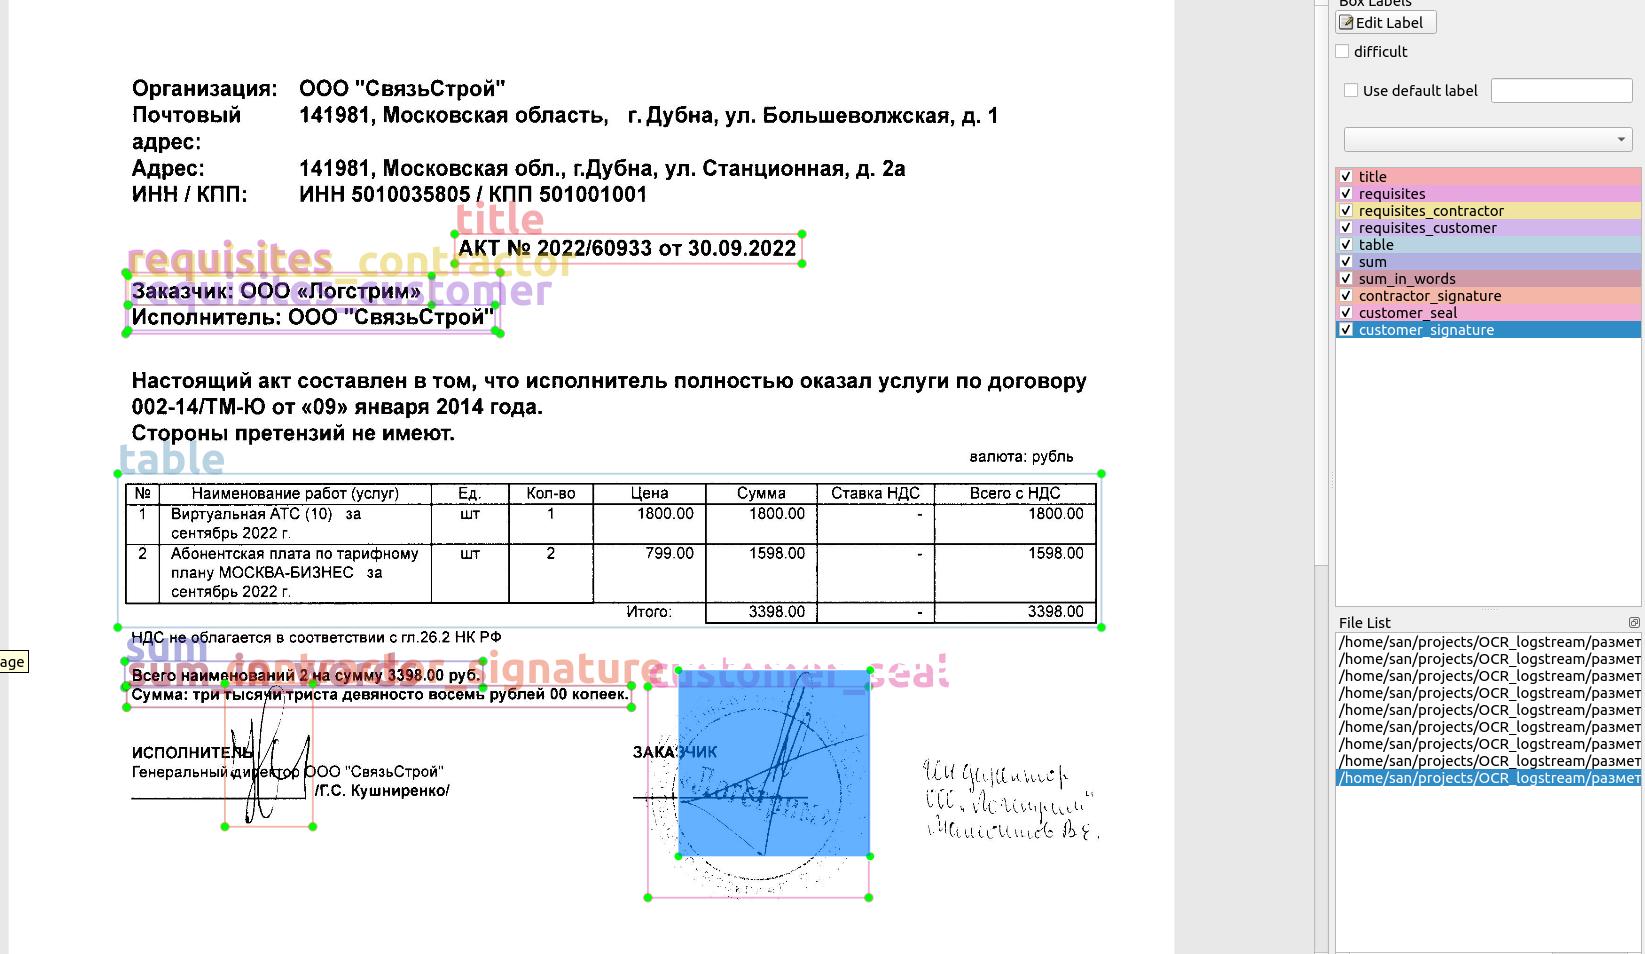 Организация: ООО "СвязьСтрой"
Почтовый адрес: 141981, Московская область, г. Дубна, ул. Большеволжская, д. 1
Адрес: 141981, Московская обл., г.Дубна, ул. Станционная, д. 2а
ИНН / КПП: ИНН 5010035805 / КПП 501001001
title
АКТ № 2022/60933 от 30.09.2022
requisites
requisites_contractor
requisites_customer
Заказчик: ООО «Логстрим»
Исполнитель: ООО "СвязьСтрой"
Настоящий акт составлен в том, что исполнитель полностью оказал услуги по договору
002-14/ТМ-Ю от «09» января 2014 года.
Стороны претензий не имеют.
table
валюта: рубль
№ Наименование работ (услуг) Ед. Кол-во Цена Сумма Ставка НДС Всего с НДС
1 Виртуальная АТС (10) за сентябрь 2022 г. шт 1 1800.00 1800.00 - 1800.00
2 Абонентская плата по тарифному плану МОСКВА-БИЗНЕС за сентябрь 2022 г. шт 2 799.00 1598.00 - 1598.00
Итого: 3398.00 - 3398.00
НДС не облагается в соответствии с гл.26.2 НК РФ
sum
sum_in_words
contractor_signature
customer_seal
Всего наименований 2 на сумму 3398.00 руб.
Сумма: три тысячи триста девяносто восемь рублей 00 копеек.
ИСПОЛНИТЕЛЬ
Генеральный директор ООО "СвязьСтрой"
/Г.С. Кушниренко/
ЗАКАЗЧИК
age
Box Labels
Edit Label
difficult
Use default label
title
requisites
requisites_contractor
requisites_customer
table
sum
sum_in_words
contractor_signature
customer_seal
customer_signature
File List
/home/san/projects/OCR_logstream/размет
/home/san/projects/OCR_logstream/размет
/home/san/projects/OCR_logstream/размет
/home/san/projects/OCR_logstream/размет
/home/san/projects/OCR_logstream/размет
/home/san/projects/OCR_logstream/размет
/home/san/projects/OCR_logstream/размет
/home/san/projects/OCR_logstream/размет
/home/san/projects/OCR_logstream/размет